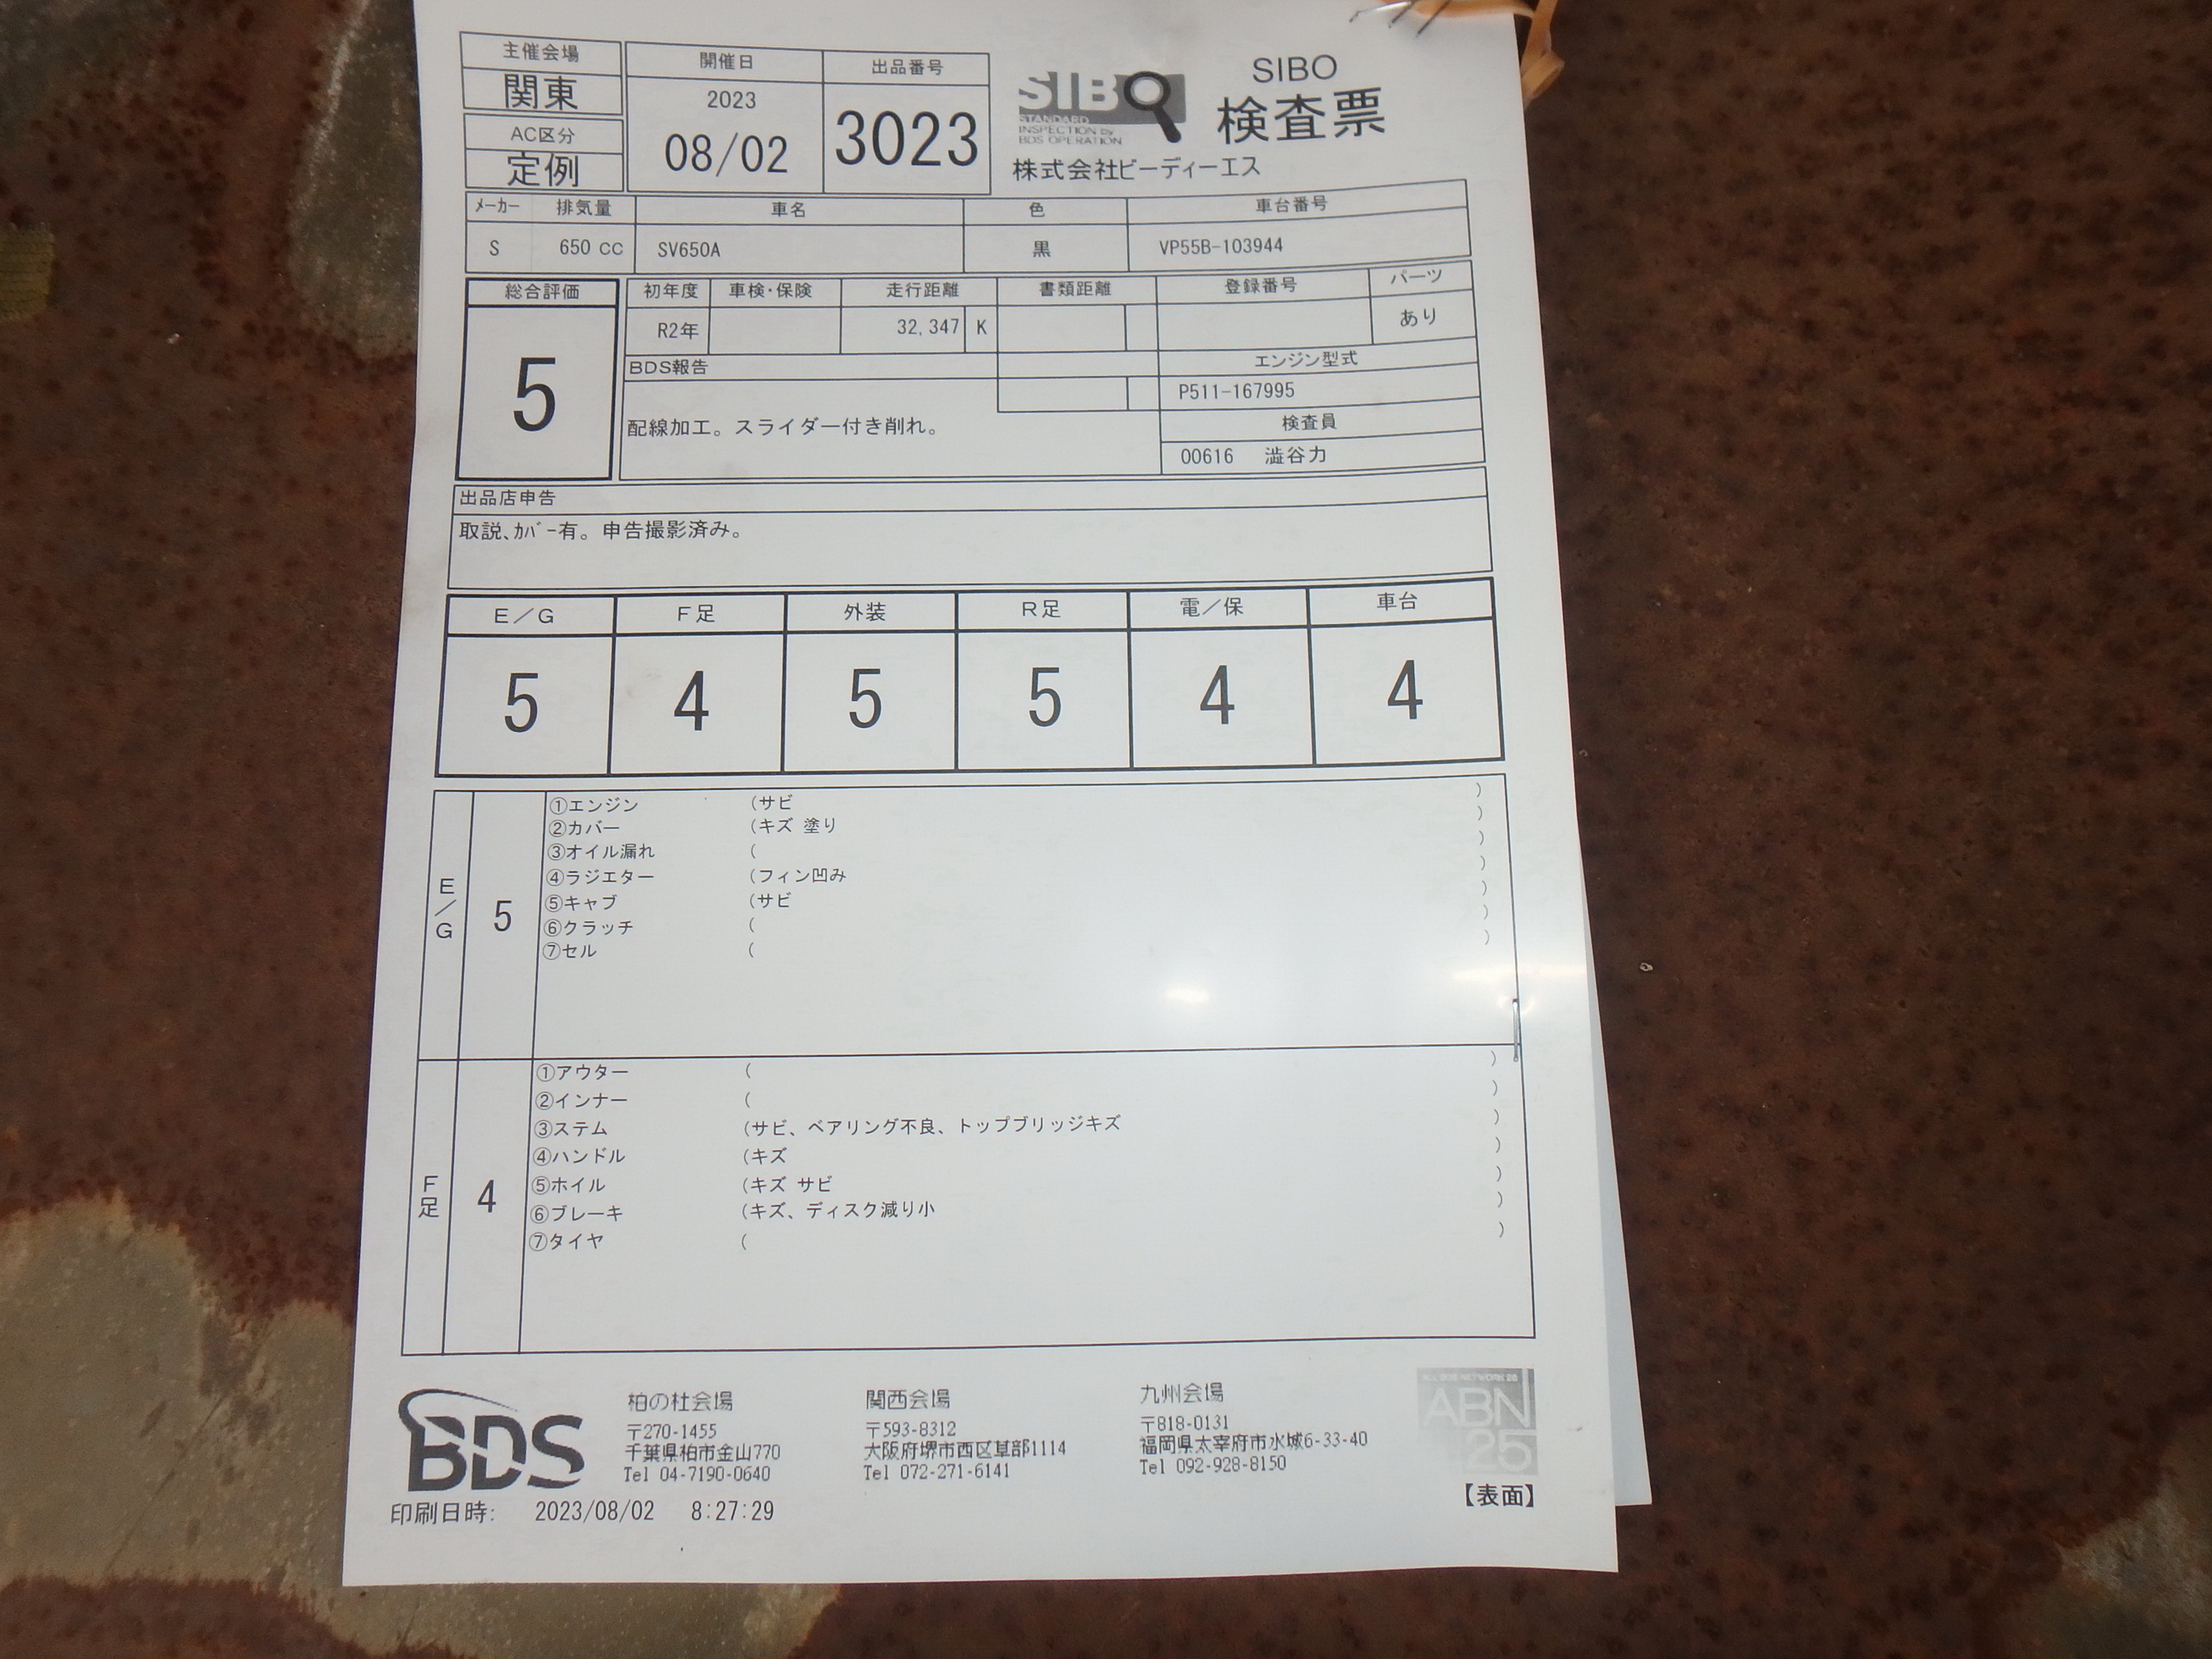 主催会場
関東
AC区分
定例
開催日
2023
08/02
出品番号
3023
SIBO
STANDARD
INSPECTION by
BDS OPERATION
SIBO
検査票
株式会社ビーディーエス
メーカー 排気量 車名 色 車台番号
S 650 CC SV650A 黒 VP55B-103944
総合評価
5
初年度 車検・保険 走行距離 書類距離 登録番号 パーツ
R2年 32,347 K あり
BDS報告
配線加工。スライダー付き削れ。
エンジン型式
P511-167995
検査員
00616 澁谷力
出品店申告
取説、ｶﾊﾞｰ有。申告撮影済み。
E／G F足 外装 R足 電／保 車台
5 4 5 5 4 4
E／G
5
①エンジン (サビ )
②カバー (キズ 塗り )
③オイル漏れ ( )
④ラジエター (フィン凹み )
⑤キャブ (サビ )
⑥クラッチ ( )
⑦セル ( )
F足
4
①アウター ( )
②インナー ( )
③ステム (サビ、ベアリング不良、トップブリッジキズ )
④ハンドル (キズ )
⑤ホイル (キズ サビ )
⑥ブレーキ (キズ、ディスク減り小 )
⑦タイヤ ( )
BDS
柏の杜会場
〒270-1455
千葉県柏市金山770
Tel 04-7190-0640
関西会場
〒593-8312
大阪府堺市西区草部1114
Tel 072-271-6141
九州会場
〒818-0131
福岡県太宰府市水城6-33-40
Tel 092-928-8150
ALL BDS NETWORK 25
ABN
25
【表面】
印刷日時: 2023/08/02 8:27:29